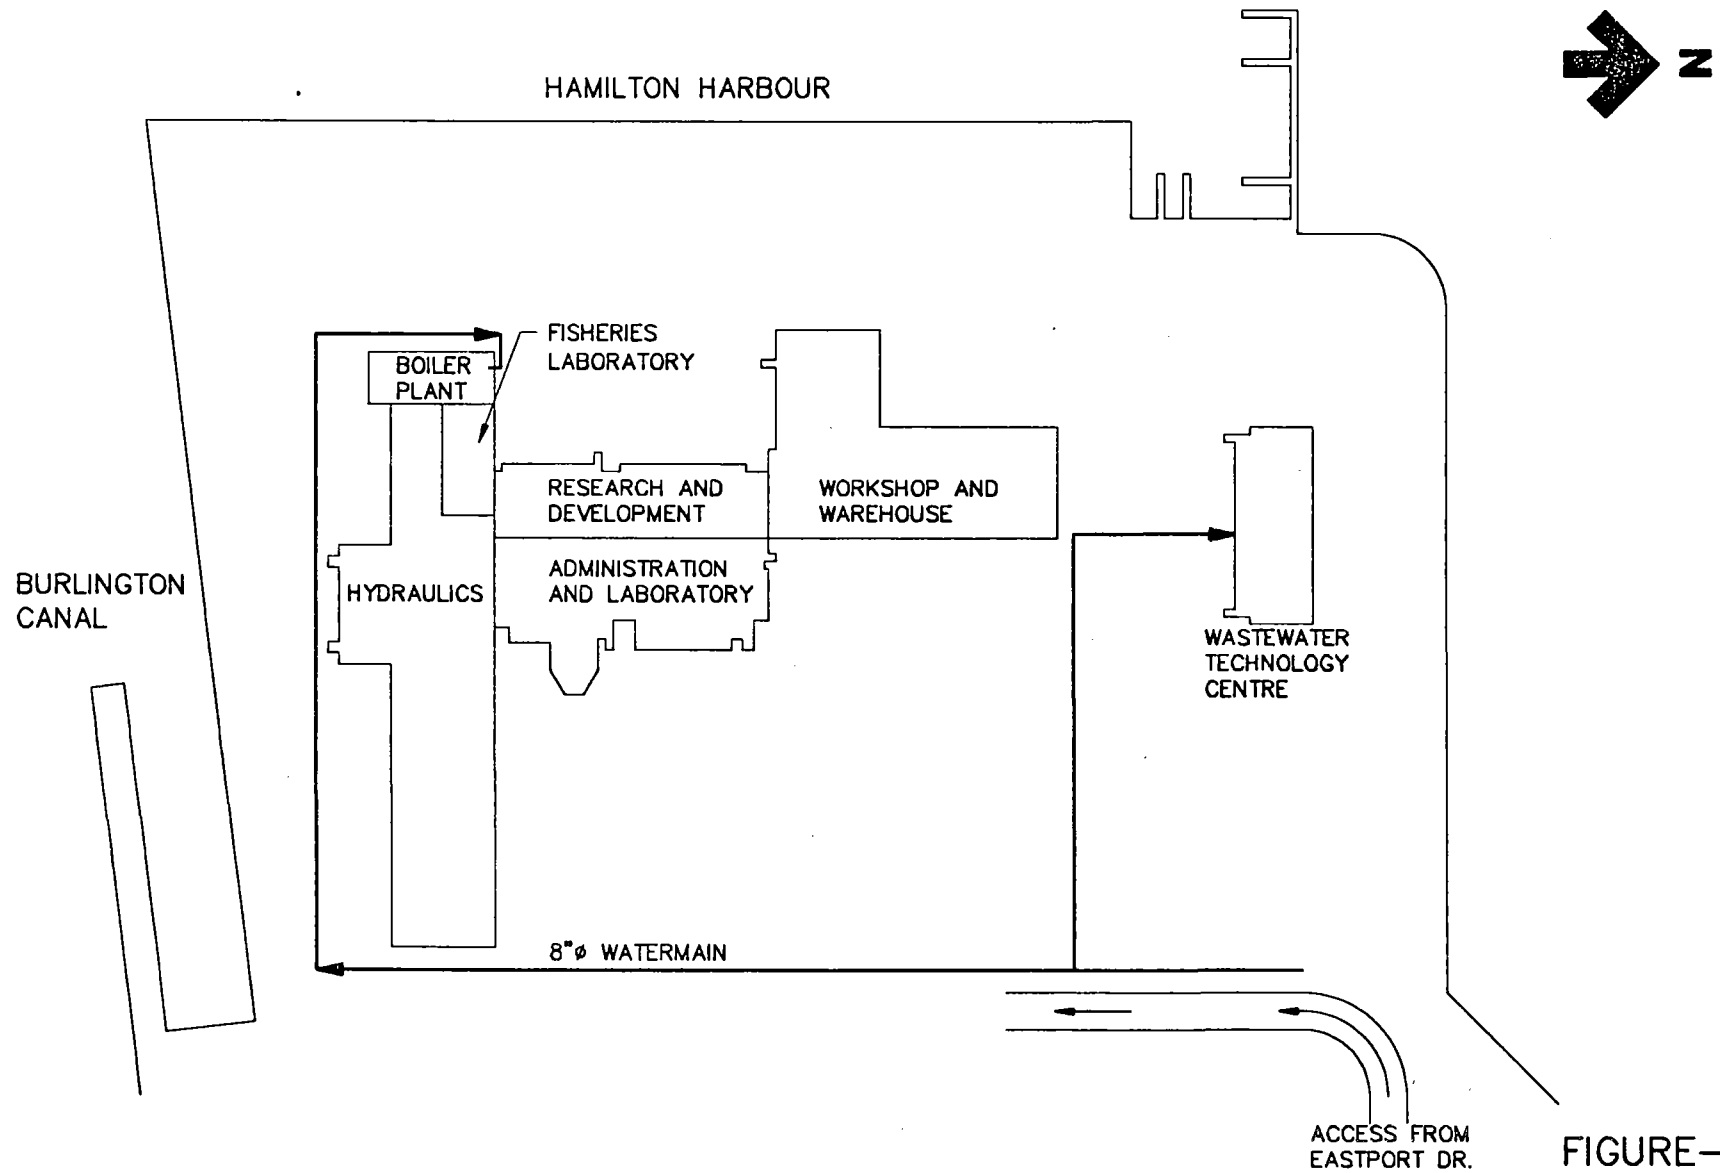 HAMILTON HARBOUR
N
FISHERIES
LABORATORY
BOILER
PLANT
RESEARCH AND
DEVELOPMENT
WORKSHOP AND
WAREHOUSE
ADMINISTRATION
AND LABORATORY
HYDRAULICS
BURLINGTON
CANAL
WASTEWATER
TECHNOLOGY
CENTRE
8"ø WATERMAIN
ACCESS FROM
EASTPORT DR.
FIGURE-